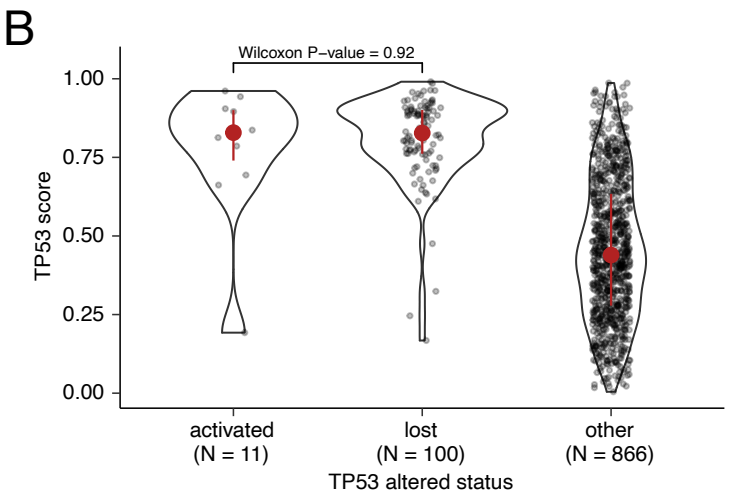 B
Wilcoxon P−value = 0.92
1.00
0.75
0.50
0.25
0.00
TP53 score
activated
(N = 11)
lost
(N = 100)
other
(N = 866)
TP53 altered status